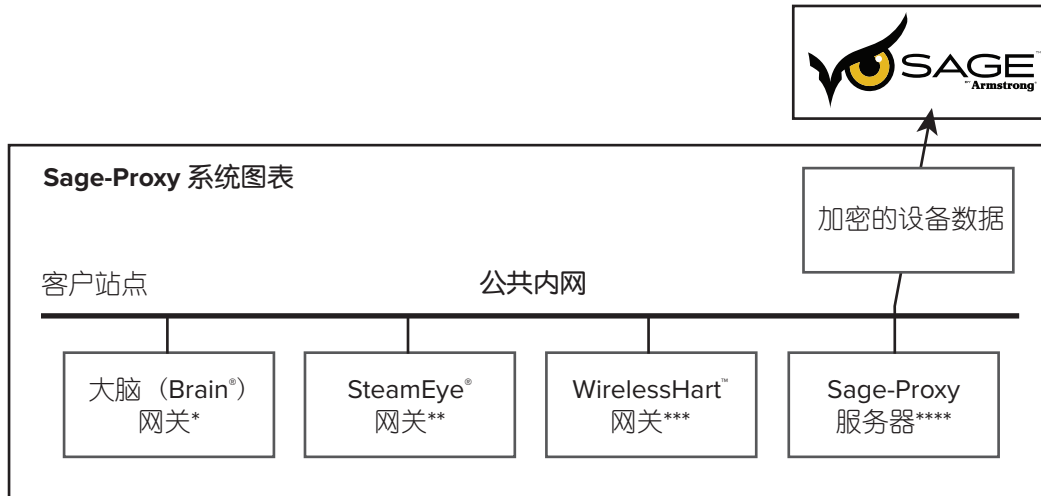 SAGE™
BY Armstrong®
Sage-Proxy 系统图表
加密的设备数据
客户站点
公共内网
大脑（Brain®）
网关*
SteamEye®
网关**
WirelessHart™
网关***
Sage-Proxy
服务器****